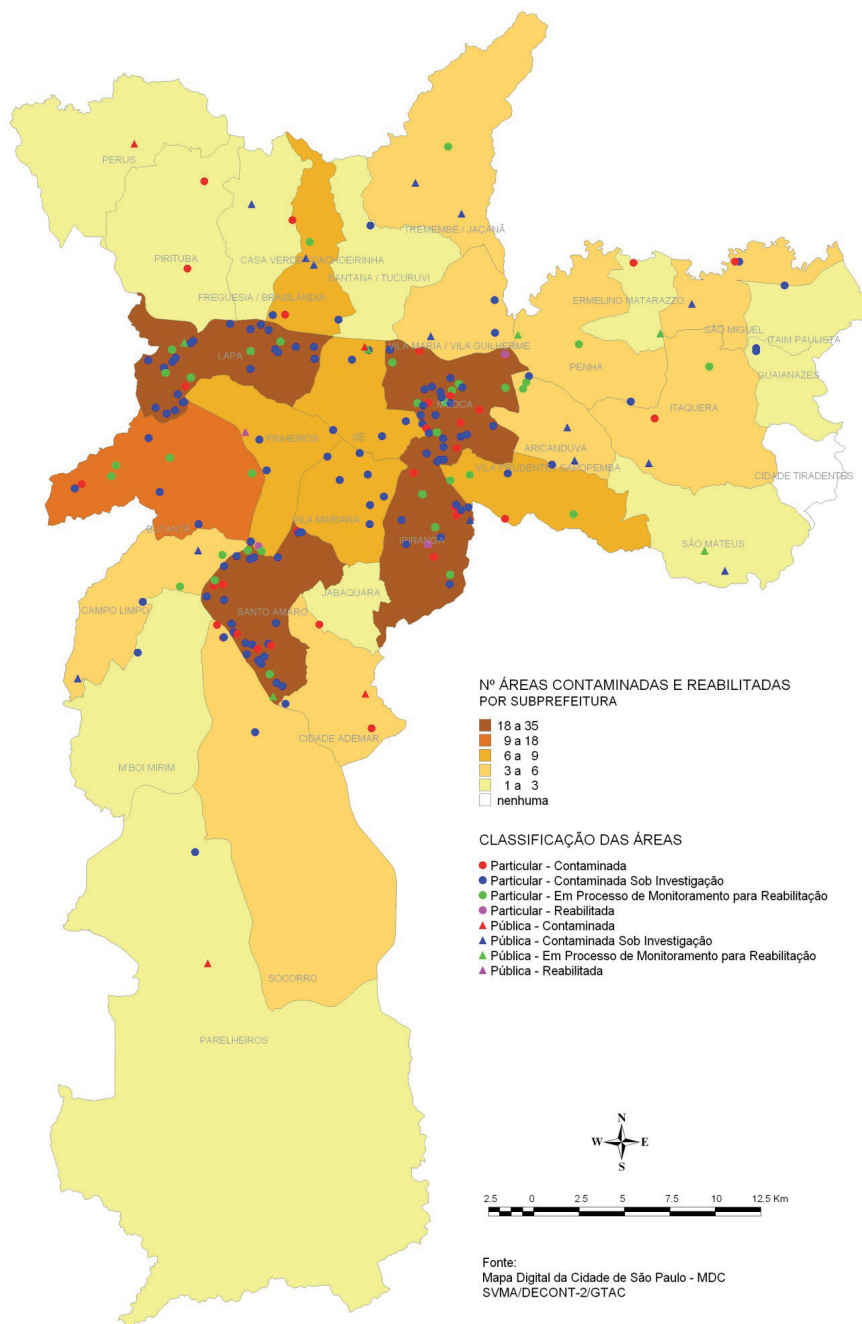 PERUS
TREMEMBÉ / JAÇANÃ
PIRITUBA
CASA VERDE / CACHOEIRINHA
SANTANA / TUCURUVI
FREGUESIA / BRASILÂNDIA
ERMELINO MATARAZZO
SÃO MIGUEL
ITAIM PAULISTA
VILA MARIA / VILA GUILHERME
LAPA
PENHA
GUAIANAZES
MOOCA
ITAQUERA
PINHEIROS
SÉ
ARICANDUVA
VILA PRUDENTE / SAPOPEMBA
CIDADE TIRADENTES
BUTANTÃ
VILA MARIANA
IPIRANGA
SÃO MATEUS
JABAQUARA
CAMPO LIMPO
SANTO AMARO
CIDADE ADEMAR
M'BOI MIRIM
SOCORRO
PARELHEIROS
Nº ÁREAS CONTAMINADAS E REABILITADAS
POR SUBPREFEITURA
18 a 35
9 a 18
6 a 9
3 a 6
1 a 3
nenhuma
CLASSIFICAÇÃO DAS ÁREAS
Particular - Contaminada
Particular - Contaminada Sob Investigação
Particular - Em Processo de Monitoramento para Reabilitação
Particular - Reabilitada
Pública - Contaminada
Pública - Contaminada Sob Investigação
Pública - Em Processo de Monitoramento para Reabilitação
Pública - Reabilitada
N
W E
S
2.5 0 2.5 5 7.5 10 12.5 Km
Fonte:
Mapa Digital da Cidade de São Paulo - MDC
SVMA/DECONT-2/GTAC